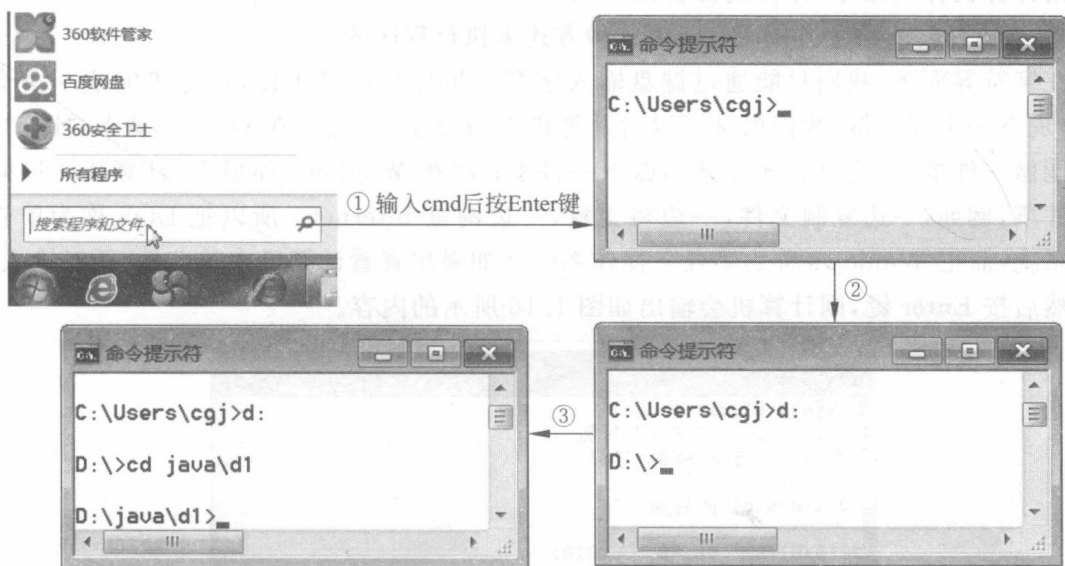 360软件管家
百度网盘
360安全卫士
所有程序
搜索程序和文件
① 输入cmd后按Enter键
命令提示符
C:\Users\cgj>
②
命令提示符
C:\Users\cgj>d:
D:\>
③
命令提示符
C:\Users\cgj>d:
D:\>cd java\d1
D:\java\d1>